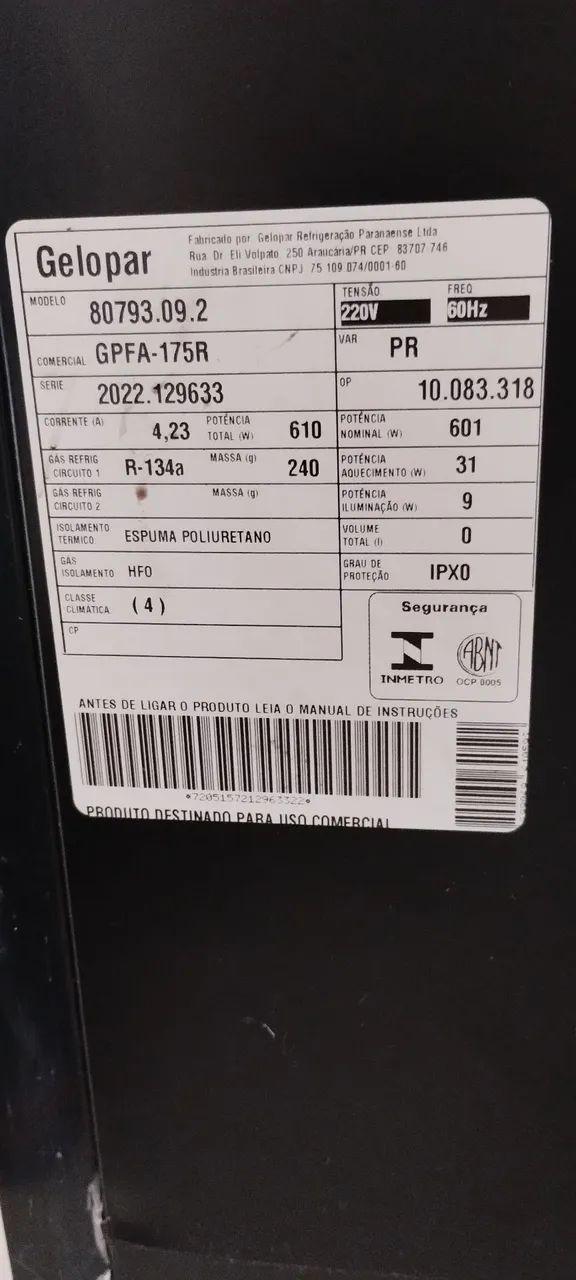 Gelopar
Fabricado por Gelopar Refrigeração Paranaense Ltda
Rua Dr Eli Volpato 250 Araucária/PR CEP 83707 746
Industria Brasileira CNPJ 75 109 074/0001-60
MODELO 80793.09.2
TENSÃO 220V FREQ 60Hz
COMERCIAL GPFA-175R
VAR PR
SERIE 2022.129633
OP 10.083.318
CORRENTE (A) 4,23 POTÊNCIA TOTAL (W) 610
POTÊNCIA NOMINAL (W) 601
GÁS REFRIG CIRCUITO 1 R-134a MASSA (g) 240
POTÊNCIA AQUECIMENTO (W) 31
GÁS REFRIG CIRCUITO 2 MASSA (g)
POTÊNCIA ILUMINAÇÃO (W) 9
ISOLAMENTO TERMICO ESPUMA POLIURETANO
VOLUME TOTAL (l) 0
GÁS ISOLAMENTO HFO
GRAU DE PROTEÇÃO IPX0
CLASSE CLIMATICA (4)
CP
Segurança
INMETRO
ABNT
OCP 0005
ANTES DE LIGAR O PRODUTO LEIA O MANUAL DE INSTRUÇÕES
*7205157212963322*
PRODUTO DESTINADO PARA USO COMERCIAL